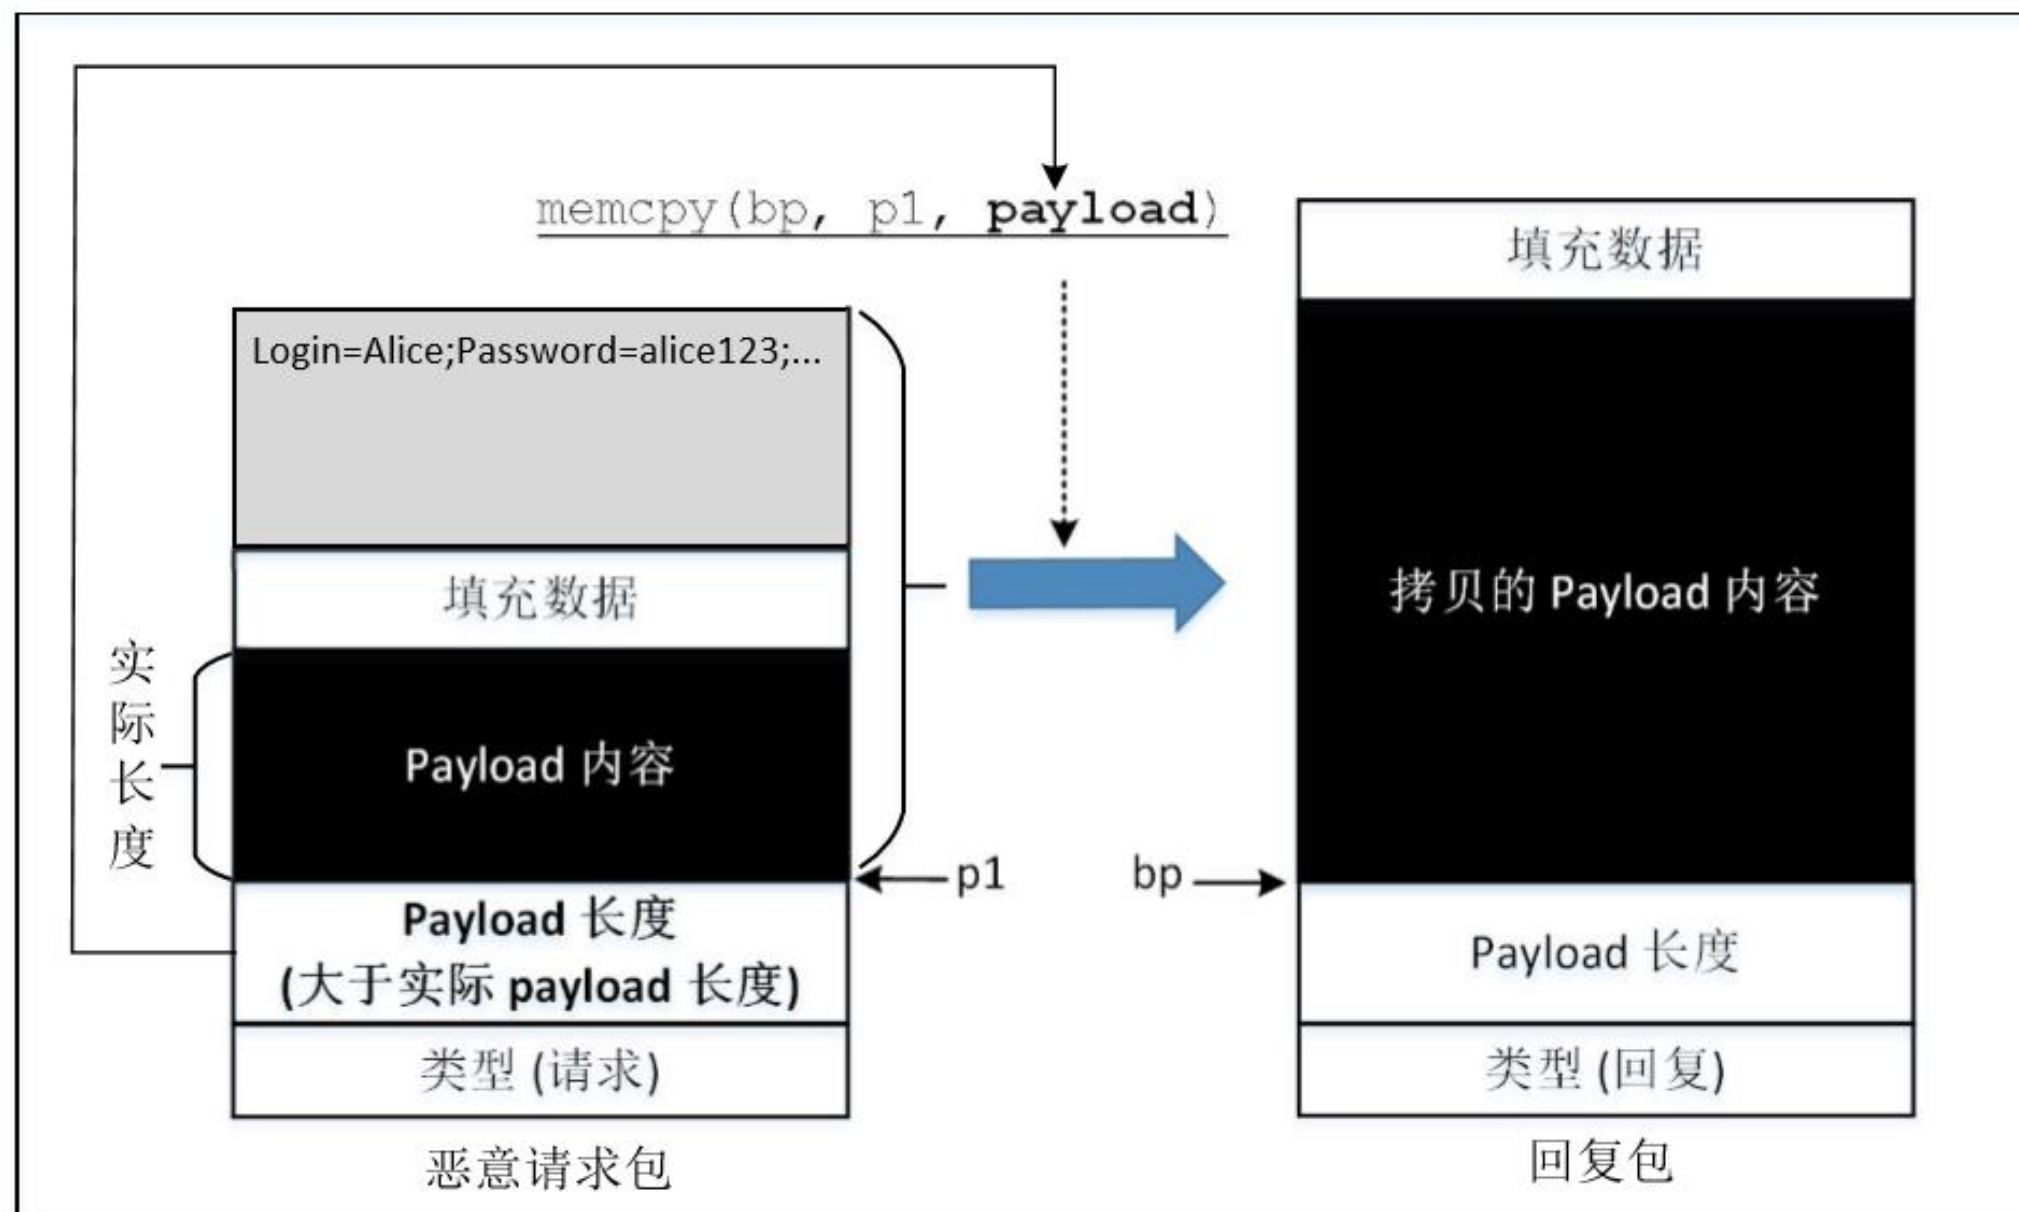 memcpy(bp, p1, payload)
Login=Alice;Password=alice123;...
填充数据
实际长度
Payload 内容
p1
Payload 长度
(大于实际 payload 长度)
类型 (请求)
恶意请求包
填充数据
拷贝的 Payload 内容
bp
Payload 长度
类型 (回复)
回复包